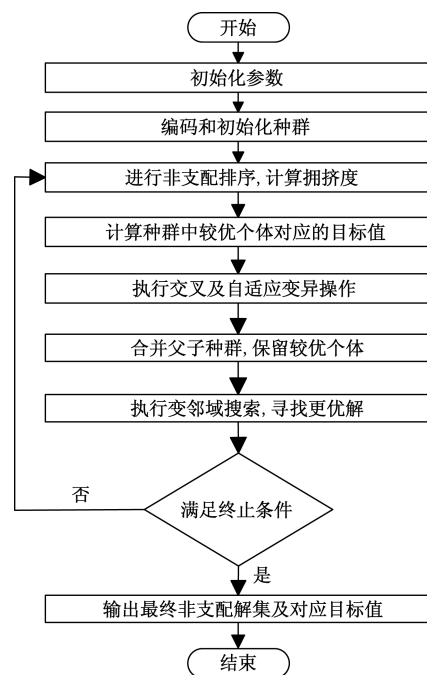 开始
初始化参数
编码和初始化种群
进行非支配排序, 计算拥挤度
计算种群中较优个体对应的目标值
执行交叉及自适应变异操作
合并父子种群, 保留较优个体
执行变邻域搜索, 寻找更优解
否
满足终止条件
是
输出最终非支配解集及对应目标值
结束